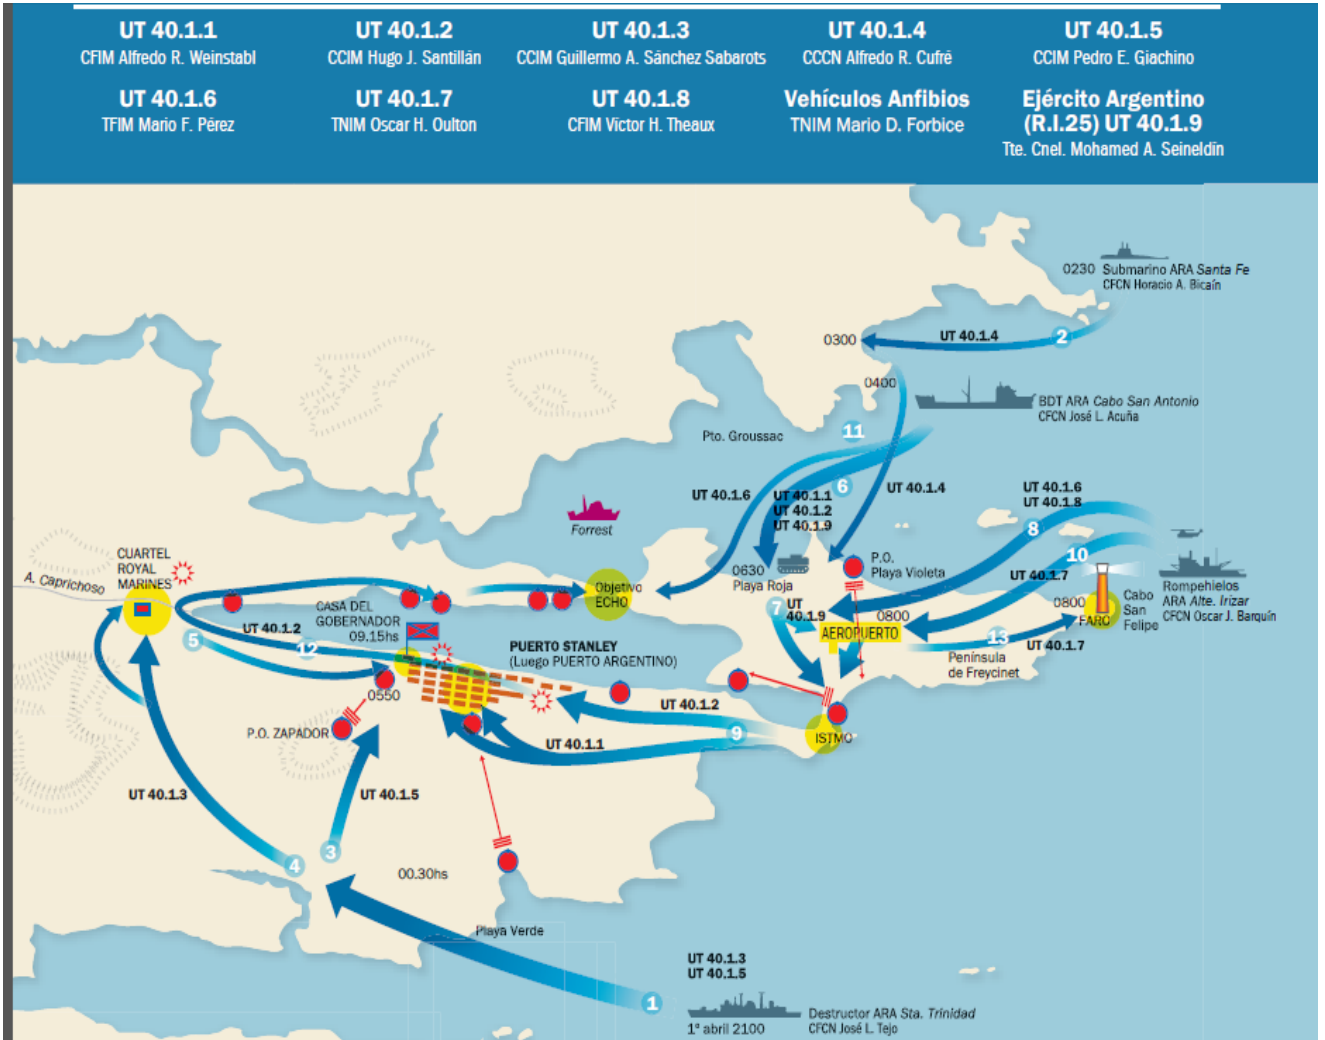 UT 40.1.1
CFIM Alfredo R. Weinstabl
UT 40.1.2
CCIM Hugo J. Santillán
UT 40.1.3
CCIM Guillermo A. Sánchez Sabarots
UT 40.1.4
CCCN Alfredo R. Cufré
UT 40.1.5
CCIM Pedro E. Giachino
UT 40.1.6
TFIM Mario F. Pérez
UT 40.1.7
TNIM Oscar H. Oulton
UT 40.1.8
CFIM Víctor H. Theaux
Vehículos Anfibios
TNIM Mario D. Forbice
Ejército Argentino
(R.I.25) UT 40.1.9
Tte. Cnel. Mohamed A. Seineldín
0230 Submarino ARA Santa Fe
CFCN Horacio A. Bicaín
0300
UT 40.1.4
2
0400
BDT ARA Cabo San Antonio
CFCN José L. Acuña
Pto. Groussac
11
6
UT 40.1.6
UT 40.1.1
UT 40.1.2
UT 40.1.9
UT 40.1.4
UT 40.1.6
UT 40.1.8
8
10
UT 40.1.7
Forrest
P.O.
Playa Violeta
0630
Playa Roja
Rompehielos
ARA Alte. Irizar
CFCN Oscar J. Barquín
0800
FARO
Cabo
San
Felipe
CUARTEL
ROYAL
MARINES
A. Caprichoso
Objetivo
ECHO
CASA DEL
GOBERNADOR
09.15hs
7
UT
40.1.9
0800
AEROPUERTO
13
UT 40.1.7
Península
de Freycinet
5
UT 40.1.2
12
PUERTO STANLEY
(Luego PUERTO ARGENTINO)
0550
P.O. ZAPADOR
UT 40.1.2
9
ISTMO
UT 40.1.1
UT 40.1.3
UT 40.1.5
3
4
00.30hs
Playa Verde
UT 40.1.3
UT 40.1.5
1
1º abril 2100
Destructor ARA Sta. Trinidad
CFCN José L. Tejo